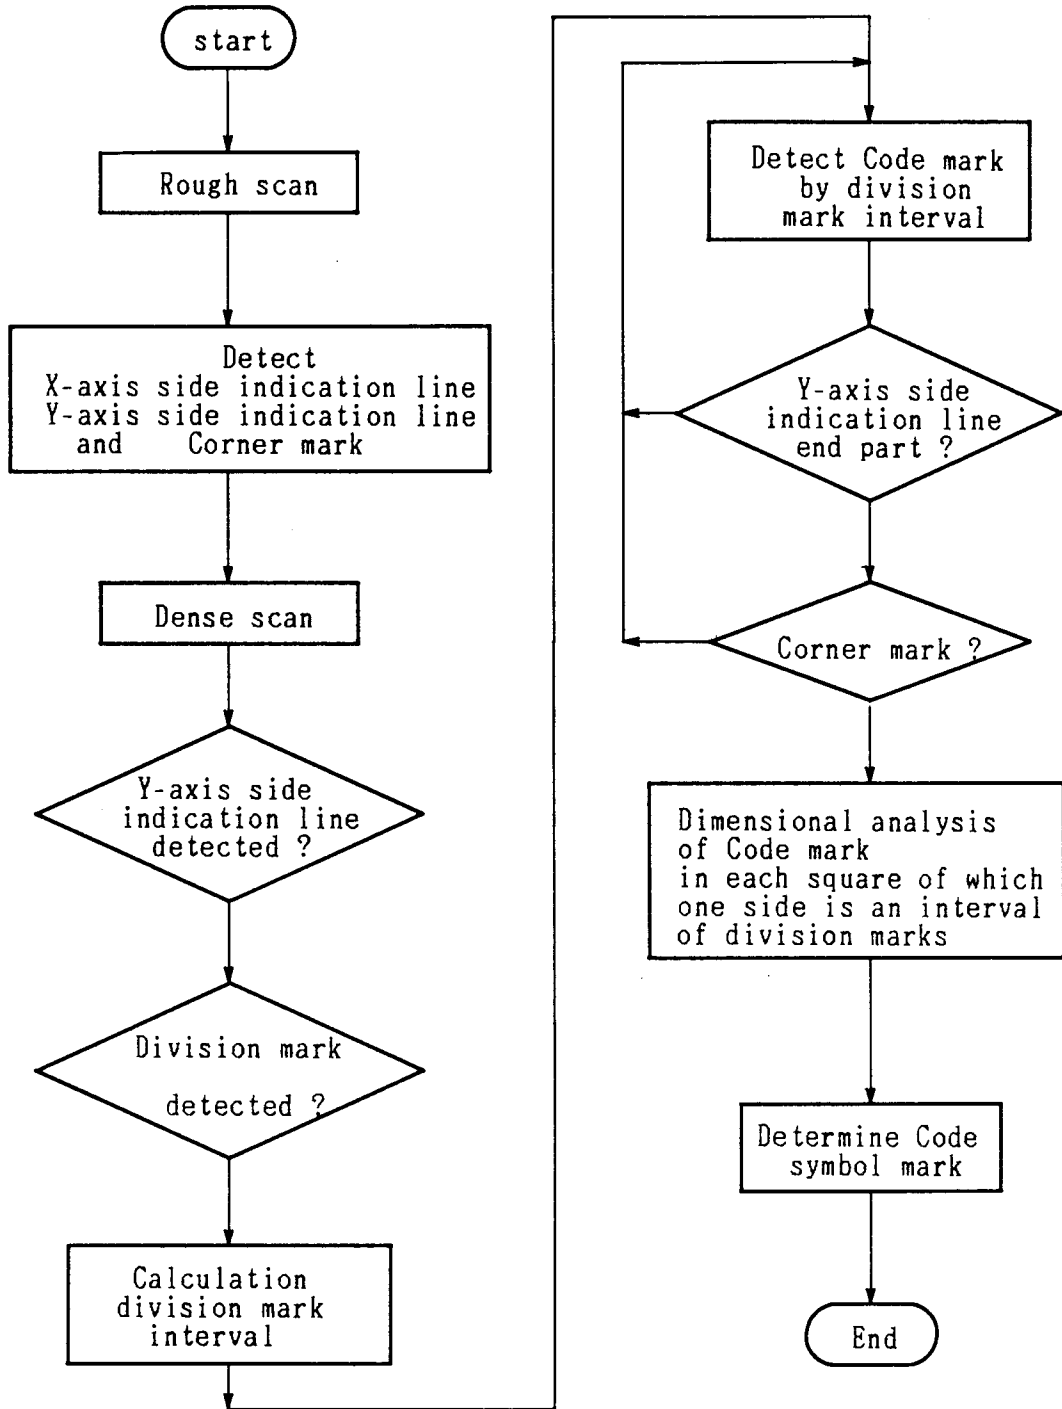 start
Rough scan
Detect
X-axis side indication line
Y-axis side indication line
and Corner mark
Dense scan
Y-axis side
indication line
detected ?
Division mark
detected ?
Calculation
division mark
interval
Detect Code mark
by division
mark interval
Y-axis side
indication line
end part ?
Corner mark ?
Dimensional analysis
of Code mark
in each square of which
one side is an interval
of division marks
Determine Code
symbol mark
End